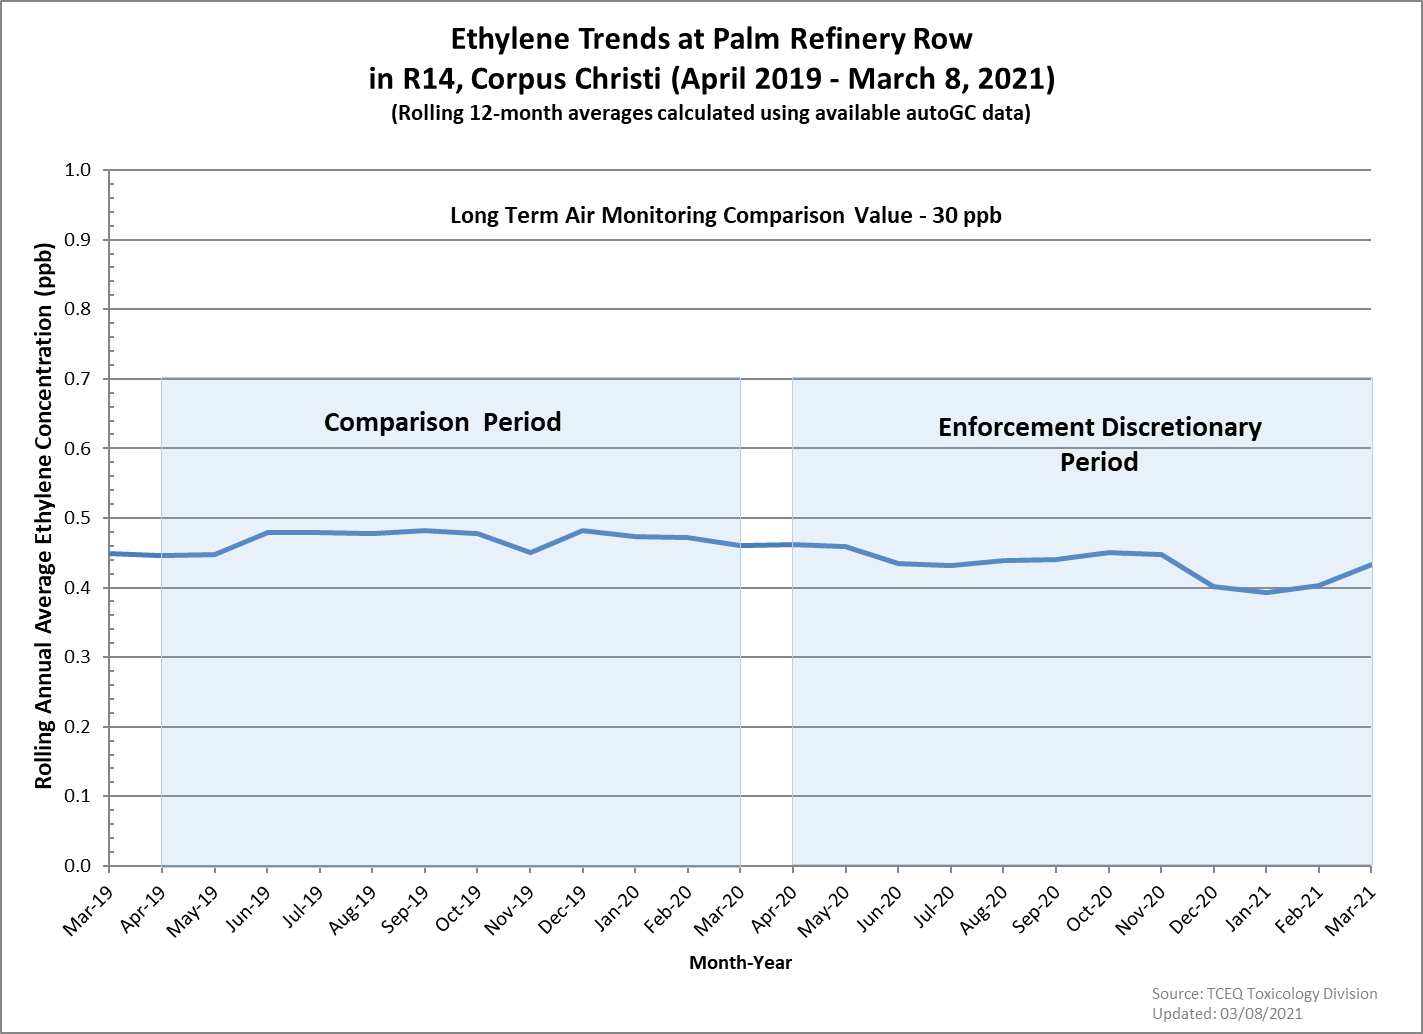 Ethylene Trends at Palm Refinery Row
in R14, Corpus Christi (April 2019 - March 8, 2021)
(Rolling 12-month averages calculated using available autoGC data)
Rolling Annual Average Ethylene Concentration (ppb)
1.0
0.9
0.8
0.7
0.6
0.5
0.4
0.3
0.2
0.1
0.0
Long Term Air Monitoring Comparison Value - 30 ppb
Comparison Period
Enforcement Discretionary
Period
Mar-19
Apr-19
May-19
Jun-19
Jul-19
Aug-19
Sep-19
Oct-19
Nov-19
Dec-19
Jan-20
Feb-20
Mar-20
Apr-20
May-20
Jun-20
Jul-20
Aug-20
Sep-20
Oct-20
Nov-20
Dec-20
Jan-21
Feb-21
Mar-21
Month-Year
Source: TCEQ Toxicology Division
Updated: 03/08/2021